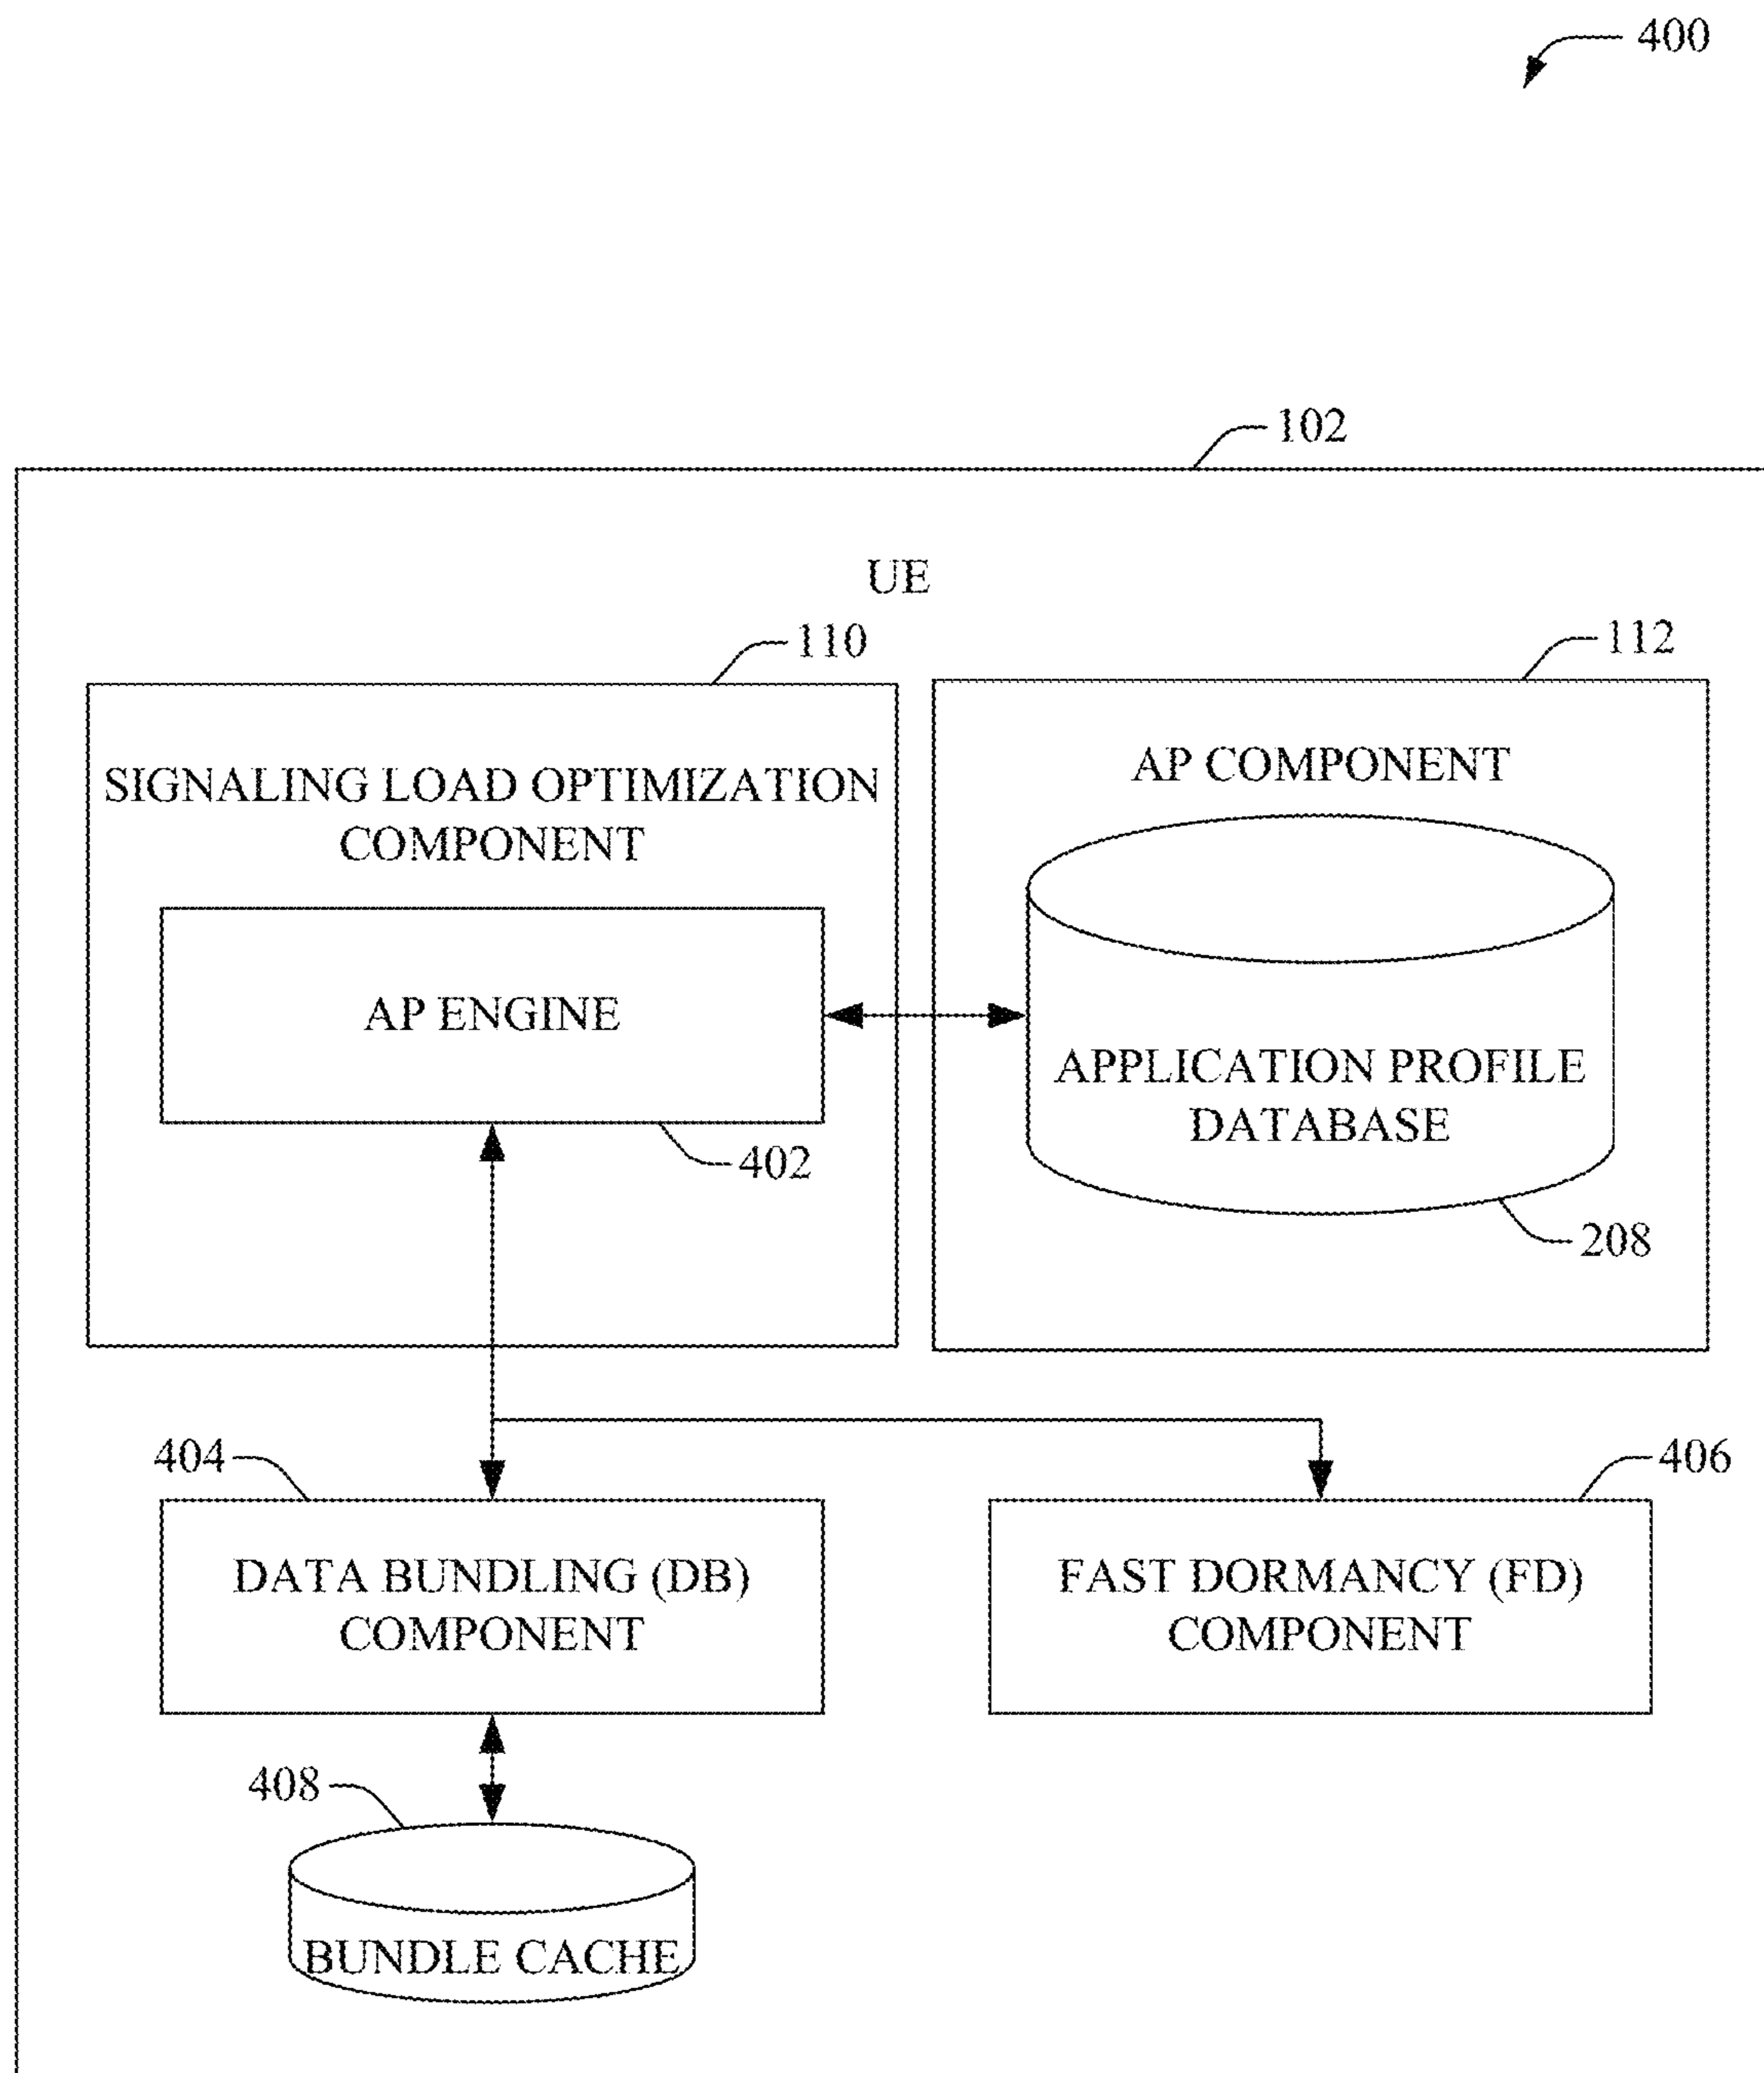 400
102
UE
110
112
SIGNALING LOAD OPTIMIZATION
COMPONENT
AP COMPONENT
AP ENGINE
402
APPLICATION PROFILE
DATABASE
208
404
406
DATA BUNDLING (DB)
COMPONENT
FAST DORMANCY (FD)
COMPONENT
408
BUNDLE CACHE